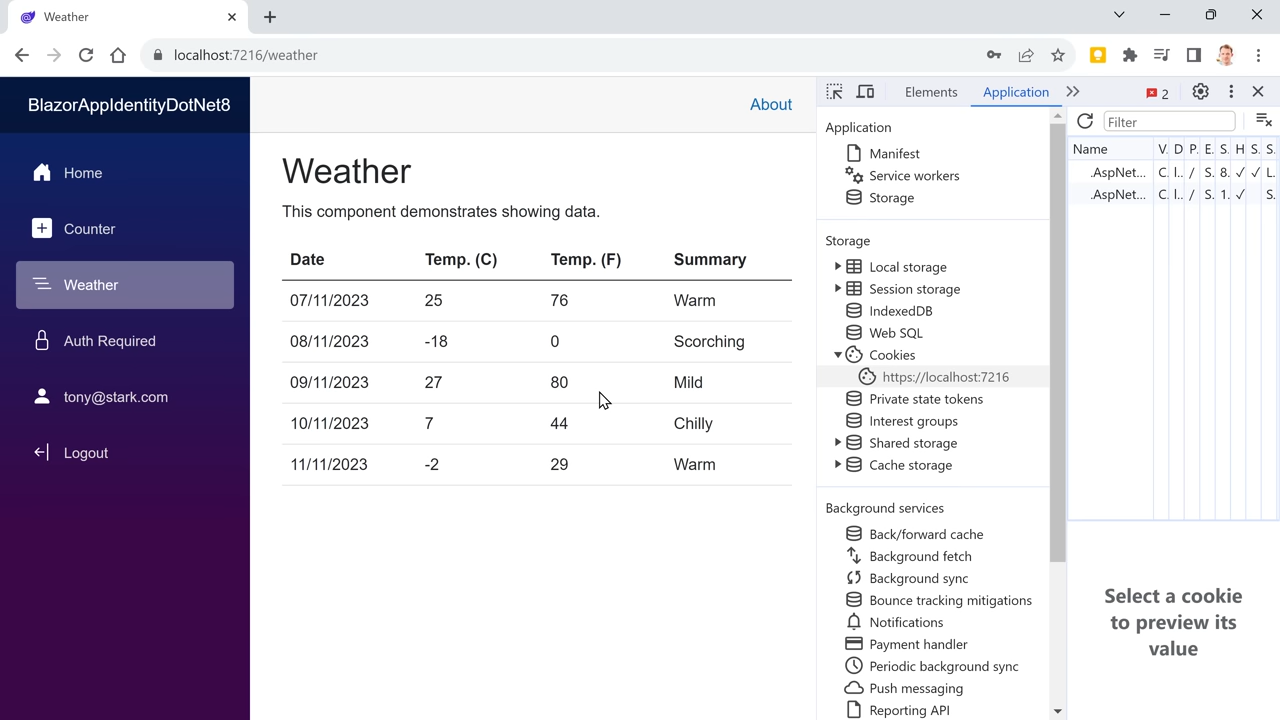 Weather
localhost:7216/weather
BlazorAppIdentityDotNet8
Home
Counter
Weather
Auth Required
tony@stark.com
Logout
About
Weather
This component demonstrates showing data.
Date Temp. (C) Temp. (F) Summary
07/11/2023 25 76 Warm
08/11/2023 -18 0 Scorching
09/11/2023 27 80 Mild
10/11/2023 7 44 Chilly
11/11/2023 -2 29 Warm
Elements Application 2
Application
Manifest
Service workers
Storage
Storage
Local storage
Session storage
IndexedDB
Web SQL
Cookies
https://localhost:7216
Private state tokens
Interest groups
Shared storage
Cache storage
Background services
Back/forward cache
Background fetch
Background sync
Bounce tracking mitigations
Notifications
Payment handler
Periodic background sync
Push messaging
Reporting API
Filter
Name V. D P. E. S. H S. S.
.AspNet... C. l.. / S. 8. ✓ ✓ L.
.AspNet... C. l.. / S. 1. ✓ S.
Select a cookie
to preview its
value